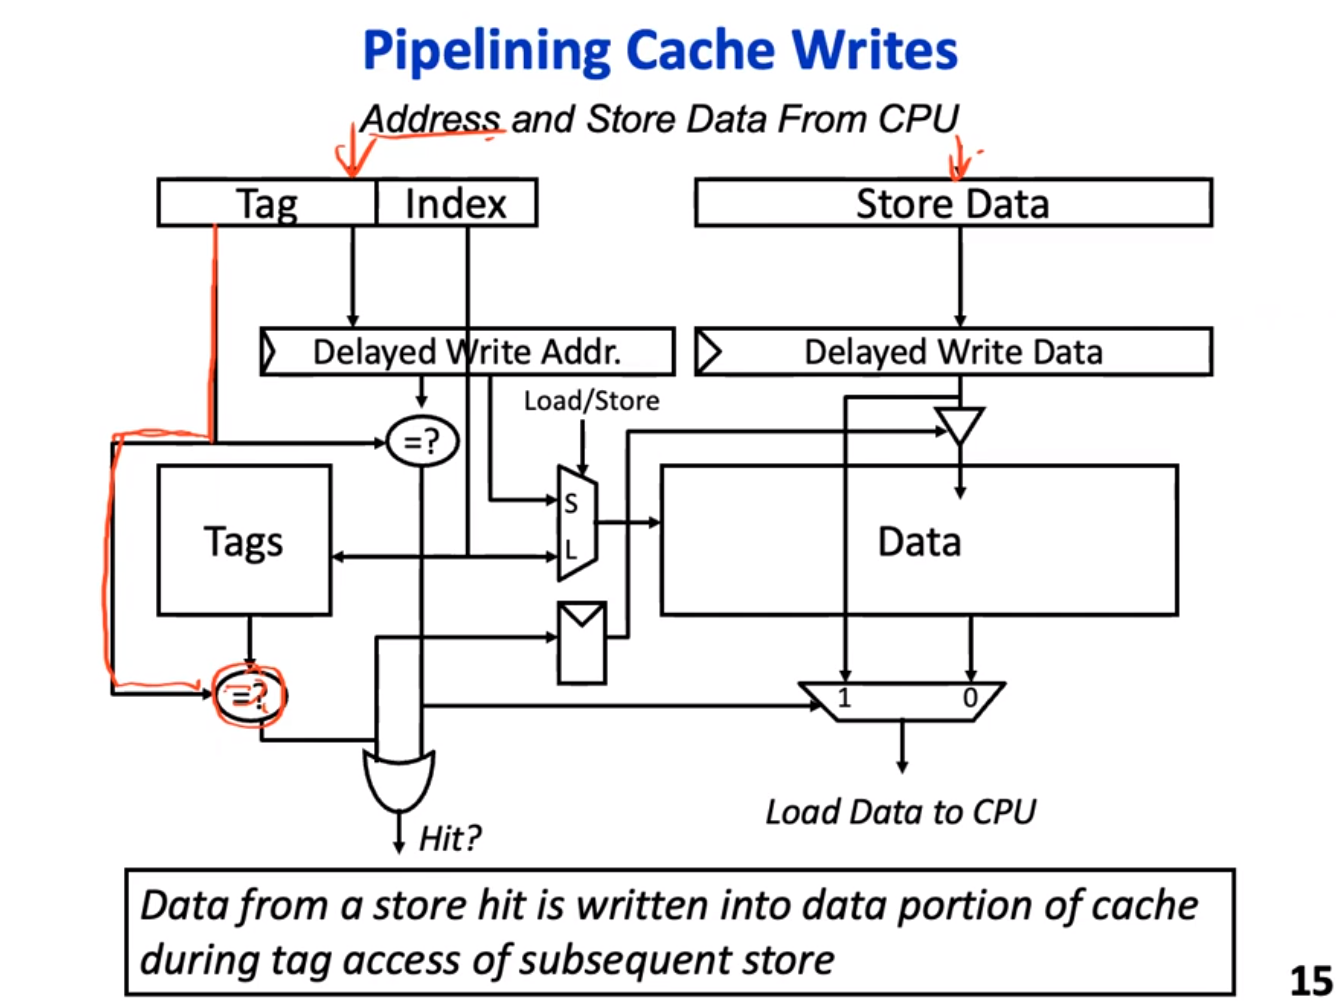 Pipelining Cache Writes
Address and Store Data From CPU
Tag Index Store Data
Delayed Write Addr. Delayed Write Data
Load/Store
=?
S
Tags L Data
=? 1 0
Load Data to CPU
Hit?
Data from a store hit is written into data portion of cache
during tag access of subsequent store
15